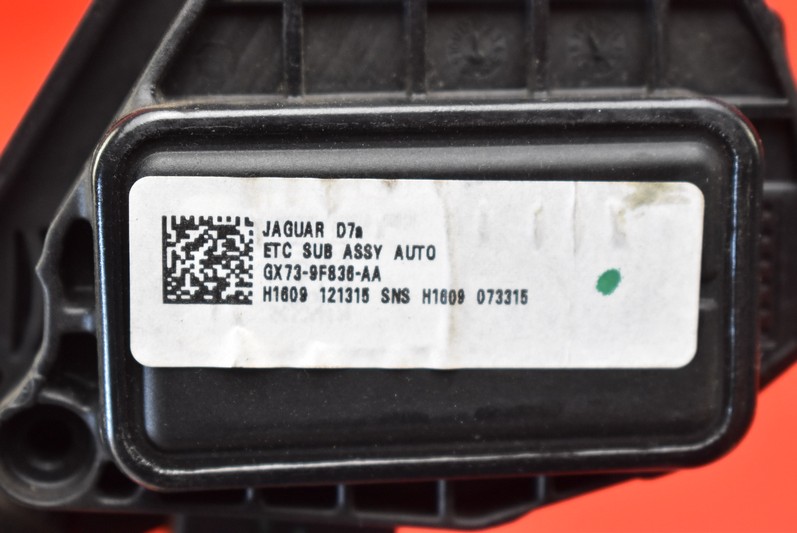 JAGUAR D7a
ETC SUB ASSY AUTO
GX73-9F836-AA
H1609 121315 SNS H1609 073315